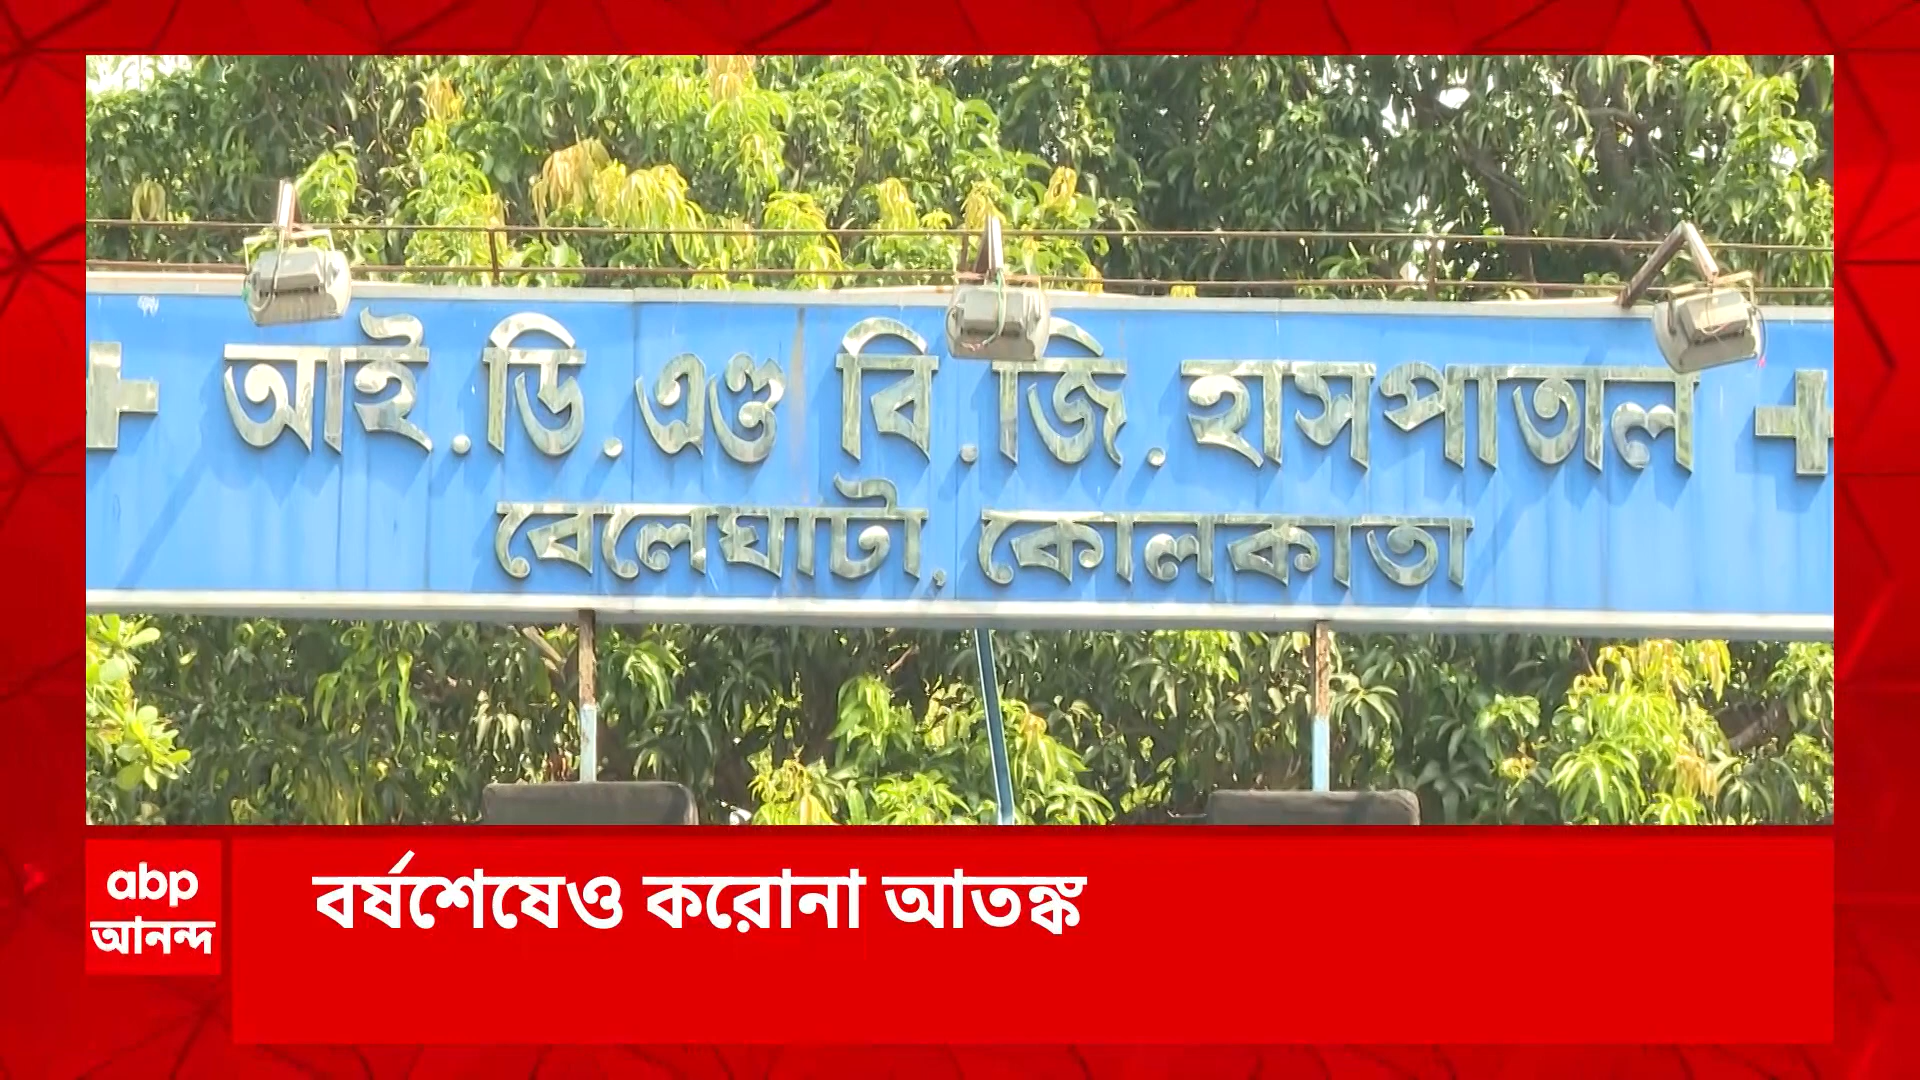 আই.ডি.এণ্ড বি.জি.হাসপাতাল
বেলেঘাটা, কোলকাতা
abp
আনন্দ
বর্ষশেষেও করোনা আতঙ্ক